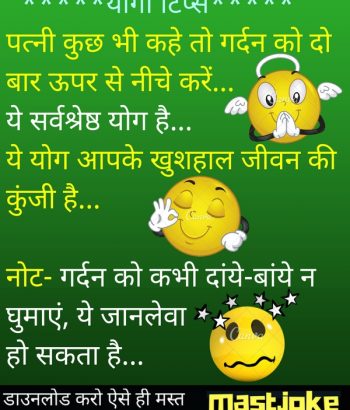 *****योगा टिप्स*****
पत्नी कुछ भी कहे तो गर्दन को दो
बार ऊपर से नीचे करें...
ये सर्वश्रेष्ठ योग है...
ये योग आपके खुशहाल जीवन की
कुंजी है...
नोट- गर्दन को कभी दांये-बांये न
घुमाएं, ये जानलेवा
हो सकता है...
डाउनलोड करो ऐसे ही मस्त
mastjoke